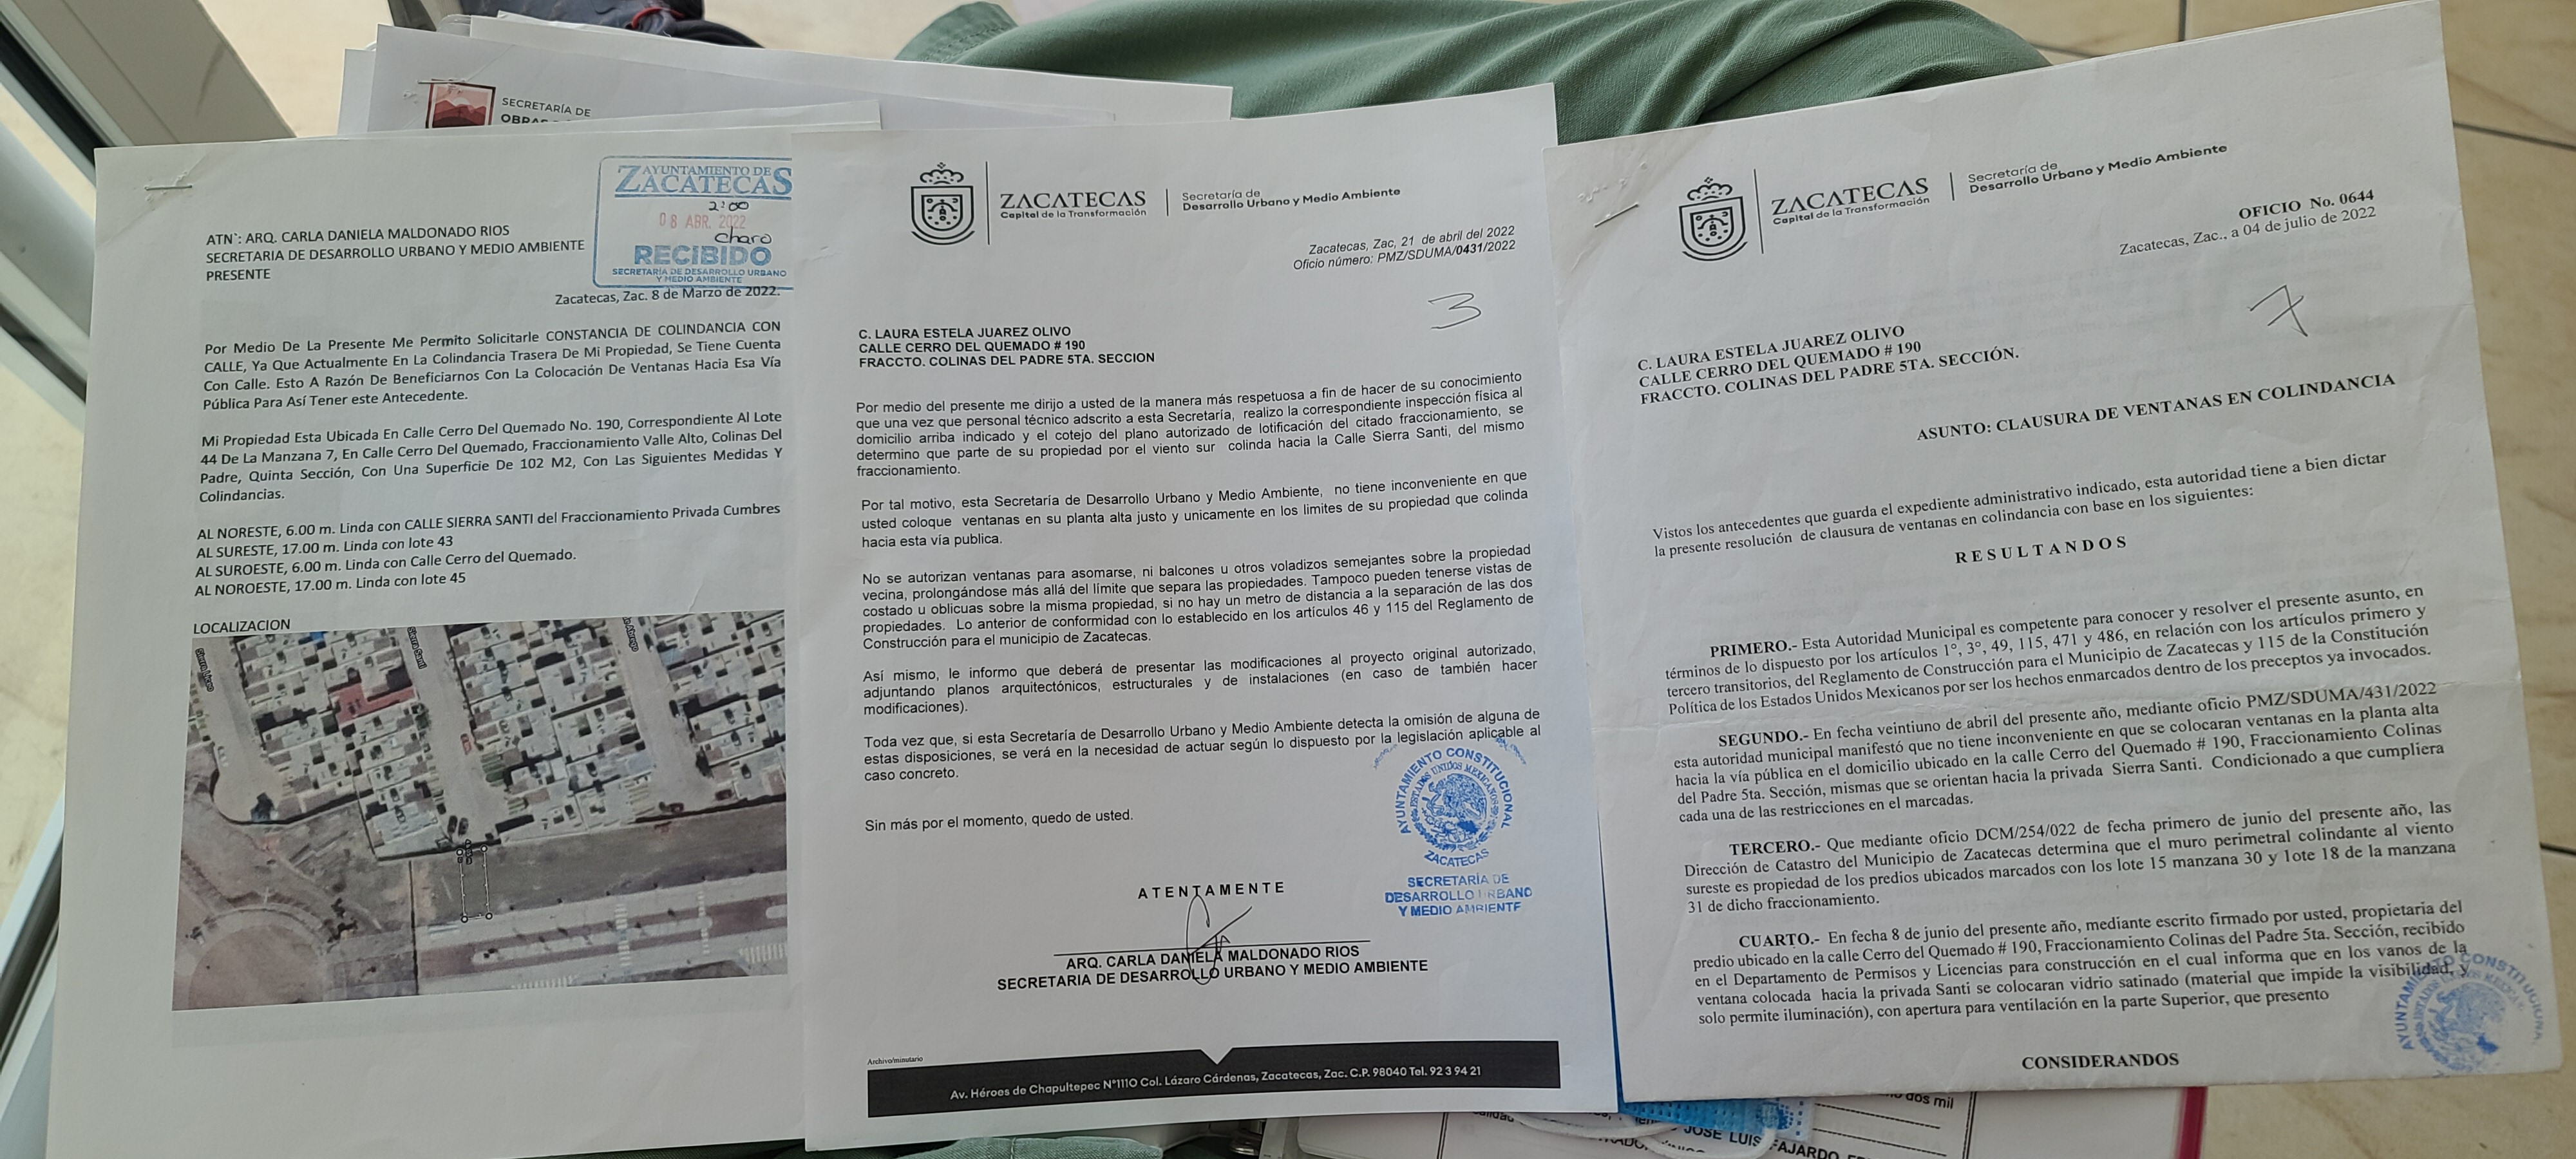 SECRETARÍA DE
ATN`: ARQ. CARLA DANIELA MALDONADO RIOS
SECRETARIA DE DESARROLLO URBANO Y MEDIO AMBIENTE
PRESENTE
AYUNTAMIENTO DE
ZACATECAS
2:00
08 ABR. 2022
charo
RECIBIDO
SECRETARÍA DE DESARROLLO URBANO
Y MEDIO AMBIENTE
Zacatecas, Zac. 8 de Marzo de 2022.
Por Medio De La Presente Me Permito Solicitarle CONSTANCIA DE COLINDANCIA CON
CALLE, Ya Que Actualmente En La Colindancia Trasera De Mi Propiedad, Se Tiene Cuenta
Con Calle. Esto A Razón De Beneficiarnos Con La Colocación De Ventanas Hacia Esa Vía
Pública Para Así Tener este Antecedente.
Mi Propiedad Esta Ubicada En Calle Cerro Del Quemado No. 190, Correspondiente Al Lote
44 De La Manzana 7, En Calle Cerro Del Quemado, Fraccionamiento Valle Alto, Colinas Del
Padre, Quinta Sección, Con Una Superficie De 102 M2, Con Las Siguientes Medidas Y
Colindancias.
AL NORESTE, 6.00 m. Linda con CALLE SIERRA SANTI del Fraccionamiento Privada Cumbres
AL SURESTE, 17.00 m. Linda con lote 43
AL SUROESTE, 6.00 m. Linda con Calle Cerro del Quemado.
AL NOROESTE, 17.00 m. Linda con lote 45
LOCALIZACION
Sierra Santi
ZACATECAS
Capital de la Transformación
Secretaría de
Desarrollo Urbano y Medio Ambiente
Zacatecas, Zac, 21 de abril del 2022
Oficio número: PMZ/SDUMA/0431/2022
3
C. LAURA ESTELA JUAREZ OLIVO
CALLE CERRO DEL QUEMADO # 190
FRACCTO. COLINAS DEL PADRE 5TA. SECCION
Por medio del presente me dirijo a usted de la manera más respetuosa a fin de hacer de su conocimiento
que una vez que personal técnico adscrito a esta Secretaría, realizo la correspondiente inspección física al
domicilio arriba indicado y el cotejo del plano autorizado de lotificación del citado fraccionamiento, se
determino que parte de su propiedad por el viento sur colinda hacia la Calle Sierra Santi, del mismo
fraccionamiento.
Por tal motivo, esta Secretaría de Desarrollo Urbano y Medio Ambiente, no tiene inconveniente en que
usted coloque ventanas en su planta alta justo y unicamente en los limites de su propiedad que colinda
hacia esta vía publica.
No se autorizan ventanas para asomarse, ni balcones u otros voladizos semejantes sobre la propiedad
vecina, prolongándose más allá del límite que separa las propiedades. Tampoco pueden tenerse vistas de
costado u oblicuas sobre la misma propiedad, si no hay un metro de distancia a la separación de las dos
propiedades. Lo anterior de conformidad con lo establecido en los artículos 46 y 115 del Reglamento de
Construcción para el municipio de Zacatecas.
Así mismo, le informo que deberá de presentar las modificaciones al proyecto original autorizado,
adjuntando planos arquitectónicos, estructurales y de instalaciones (en caso de también hacer
modificaciones).
Toda vez que, si esta Secretaría de Desarrollo Urbano y Medio Ambiente detecta la omisión de alguna de
estas disposiciones, se verá en la necesidad de actuar según lo dispuesto por la legislación aplicable al
caso concreto.
Sin más por el momento, quedo de usted.
AYUNTAMIENTO CONSTITUCIONAL
ESTADOS UNIDOS MEXICANOS
ZACATECAS
SECRETARÍA DE
DESARROLLO URBANO
Y MEDIO AMBIENTE
ATENTAMENTE
ARQ. CARLA DANIELA MALDONADO RIOS
SECRETARIA DE DESARROLLO URBANO Y MEDIO AMBIENTE
Archivo/minutario
Av. Héroes de Chapultepec N°1110 Col. Lázaro Cárdenas, Zacatecas, Zac. C.P. 98040 Tel. 92 3 94 21
ZACATECAS
Capital de la Transformación
Secretaría de
Desarrollo Urbano y Medio Ambiente
OFICIO No. 0644
Zacatecas, Zac., a 04 de julio de 2022
7
C. LAURA ESTELA JUAREZ OLIVO
CALLE CERRO DEL QUEMADO # 190
FRACCTO. COLINAS DEL PADRE 5TA. SECCIÓN.
ASUNTO: CLAUSURA DE VENTANAS EN COLINDANCIA
Vistos los antecedentes que guarda el expediente administrativo indicado, esta autoridad tiene a bien dictar
la presente resolución de clausura de ventanas en colindancia con base en los siguientes:
RESULTANDOS
PRIMERO.- Esta Autoridad Municipal es competente para conocer y resolver el presente asunto, en
términos de lo dispuesto por los artículos 1°, 3°, 49, 115, 471 y 486, en relación con los artículos primero y
tercero transitorios, del Reglamento de Construcción para el Municipio de Zacatecas y 115 de la Constitución
Política de los Estados Unidos Mexicanos por ser los hechos enmarcados dentro de los preceptos ya invocados.
SEGUNDO.- En fecha veintiuno de abril del presente año, mediante oficio PMZ/SDUMA/431/2022
esta autoridad municipal manifestó que no tiene inconveniente en que se colocaran ventanas en la planta alta
hacia la vía pública en el domicilio ubicado en la calle Cerro del Quemado # 190, Fraccionamiento Colinas
del Padre 5ta. Sección, mismas que se orientan hacia la privada Sierra Santi. Condicionado a que cumpliera
cada una de las restricciones en el marcadas.
TERCERO.- Que mediante oficio DCM/254/022 de fecha primero de junio del presente año, las
Dirección de Catastro del Municipio de Zacatecas determina que el muro perimetral colindante al viento
sureste es propiedad de los predios ubicados marcados con los lote 15 manzana 30 y lote 18 de la manzana
31 de dicho fraccionamiento.
CUARTO.- En fecha 8 de junio del presente año, mediante escrito firmado por usted, propietaria del
predio ubicado en la calle Cerro del Quemado # 190, Fraccionamiento Colinas del Padre 5ta. Sección, recibido
en el Departamento de Permisos y Licencias para construcción en el cual informa que en los vanos de la
ventana colocada hacia la privada Santi se colocaran vidrio satinado (material que impide la visibilidad, y
solo permite iluminación), con apertura para ventilación en la parte Superior, que presento
CONSIDERANDOS
dos mil
JOSE LUIS FAJARDO